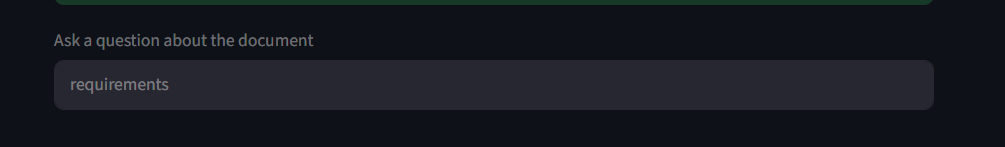 Ask a question about the document
requirements